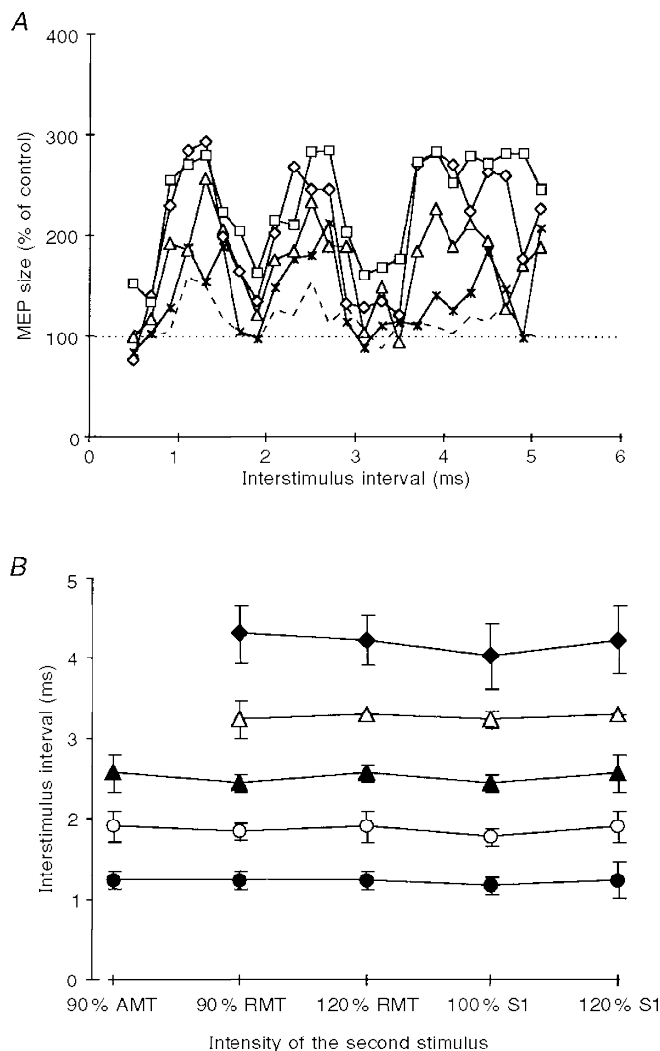 A
400
300
200
100
0
MEP size (% of control)
0 1 2 3 4 5 6
Interstimulus interval (ms)
B
5
4
3
2
1
0
Interstimulus interval (ms)
90% AMT 90% RMT 120% RMT 100% S1 120% S1
Intensity of the second stimulus